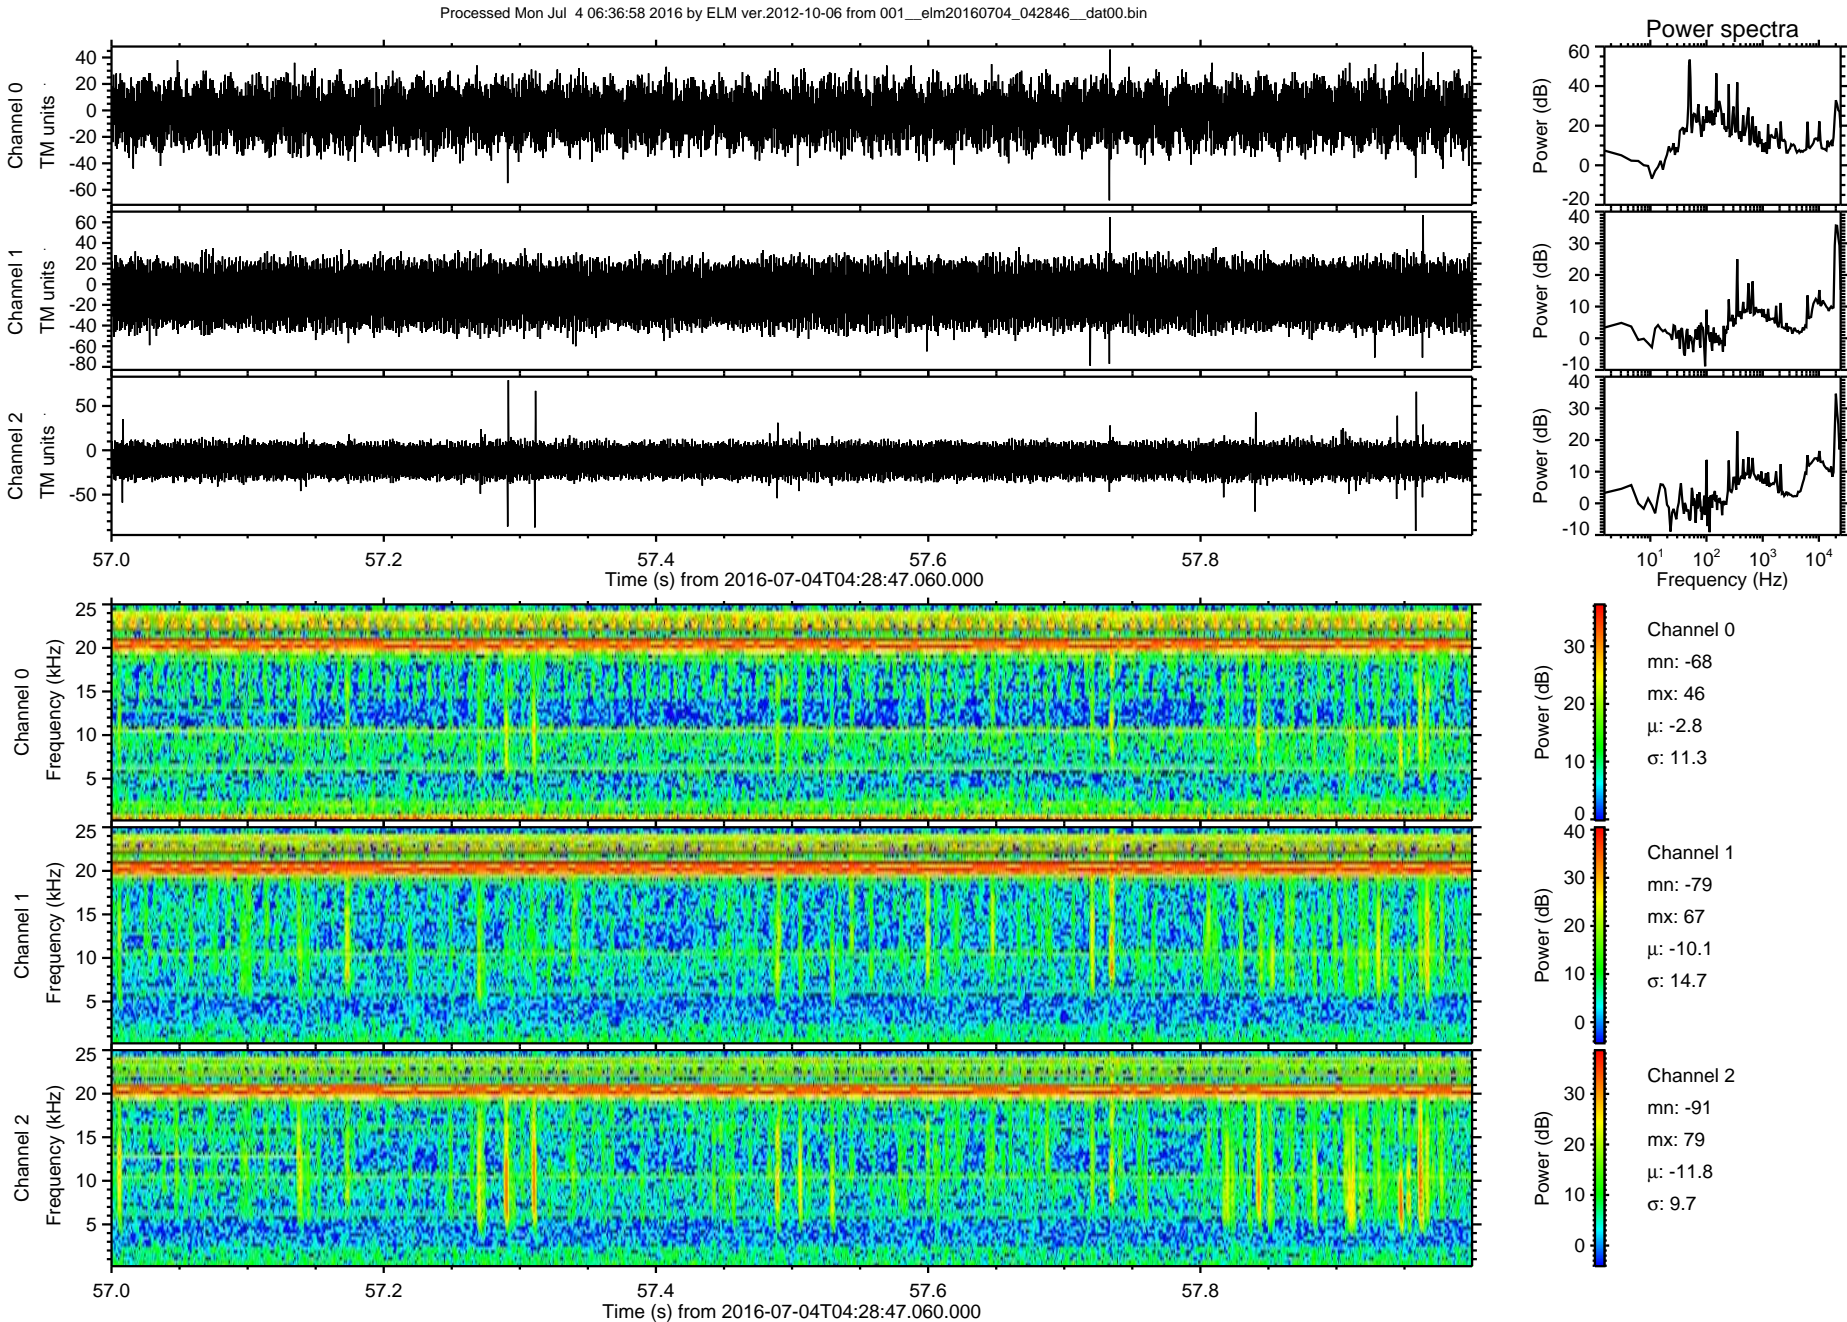 Processed Mon Jul  4 06:36:58 2016 by ELM ver.2012-10-06 from 001__elm20160704_042846__dat00.bin
Power spectra
Channel 0
TM units
40
20
0
-20
-40
-60
Power (dB)
60
40
20
0
-20
Channel 1
TM units
60
40
20
0
-20
-40
-60
-80
Power (dB)
40
30
20
10
0
-10
Channel 2
TM units
50
0
-50
Power (dB)
40
30
20
10
0
-10
57.0
57.2
57.4
57.6
57.8
Time (s) from 2016-07-04T04:28:47.060.000
10¹
10²
10³
10⁴
Frequency (Hz)
Channel 0
Frequency (kHz)
25
20
15
10
5
Power (dB)
30
20
10
0
Channel 0
mn: -68
mx: 46
μ: -2.8
σ: 11.3
Channel 1
Frequency (kHz)
25
20
15
10
5
Power (dB)
40
30
20
10
0
Channel 1
mn: -79
mx: 67
μ: -10.1
σ: 14.7
Channel 2
Frequency (kHz)
25
20
15
10
5
Power (dB)
30
20
10
0
Channel 2
mn: -91
mx: 79
μ: -11.8
σ: 9.7
57.0
57.2
57.4
57.6
57.8
Time (s) from 2016-07-04T04:28:47.060.000